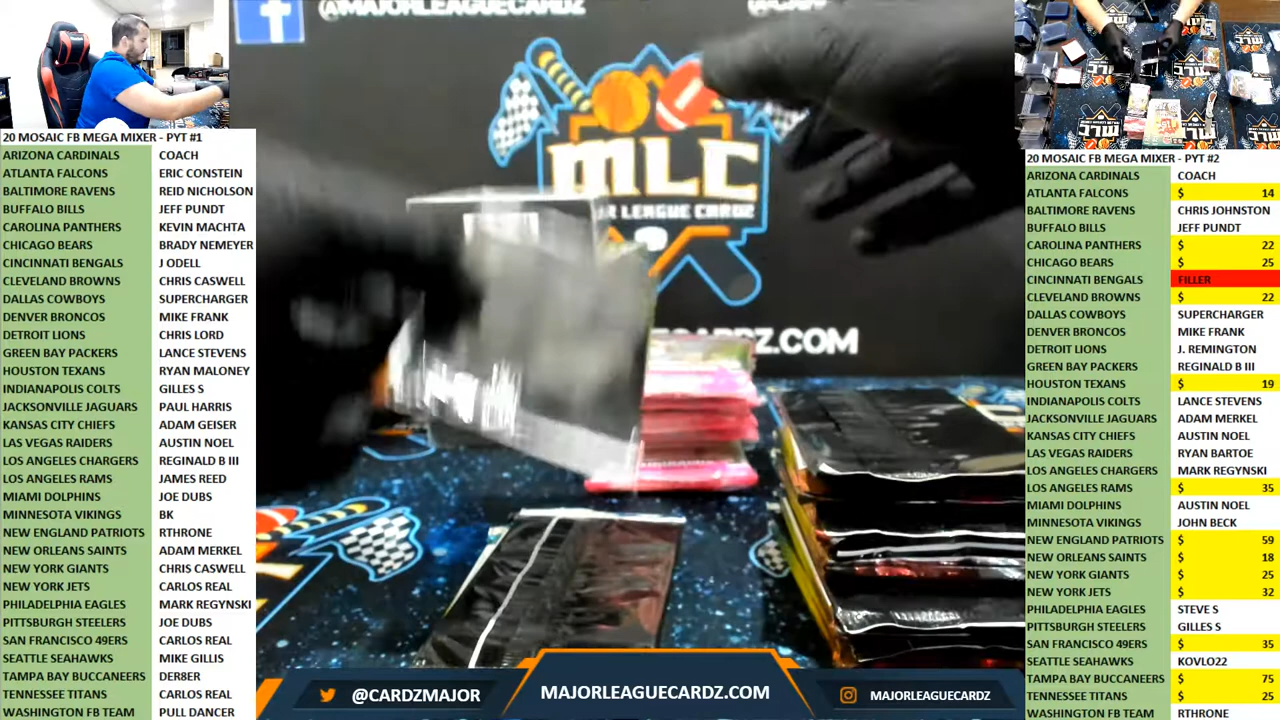 @MAJORLEAGUECARDZ
20 MOSAIC FB MEGA MIXER - PYT #1
ARIZONA CARDINALS COACH
ATLANTA FALCONS ERIC CONSTEIN
BALTIMORE RAVENS REID NICHOLSON
BUFFALO BILLS JEFF PUNDT
CAROLINA PANTHERS KEVIN MACHTA
CHICAGO BEARS BRADY NEMEYER
CINCINNATI BENGALS J ODELL
CLEVELAND BROWNS CHRIS CASWELL
DALLAS COWBOYS SUPERCHARGER
DENVER BRONCOS MIKE FRANK
DETROIT LIONS CHRIS LORD
GREEN BAY PACKERS LANCE STEVENS
HOUSTON TEXANS RYAN MALONEY
INDIANAPOLIS COLTS GILLES S
JACKSONVILLE JAGUARS PAUL HARRIS
KANSAS CITY CHIEFS ADAM GEISER
LAS VEGAS RAIDERS AUSTIN NOEL
LOS ANGELES CHARGERS REGINALD B III
LOS ANGELES RAMS JAMES REED
MIAMI DOLPHINS JOE DUBS
MINNESOTA VIKINGS BK
NEW ENGLAND PATRIOTS RTHRONE
NEW ORLEANS SAINTS ADAM MERKEL
NEW YORK GIANTS CHRIS CASWELL
NEW YORK JETS CARLOS REAL
PHILADELPHIA EAGLES MARK REGYNSKI
PITTSBURGH STEELERS JOE DUBS
SAN FRANCISCO 49ERS CARLOS REAL
SEATTLE SEAHAWKS MIKE GILLIS
TAMPA BAY BUCCANEERS DER8ER
TENNESSEE TITANS CARLOS REAL
WASHINGTON FB TEAM PULL DANCER
MLC
R LEAGUE CARDZ
CARDZ.COM
@CARDZMAJOR
MAJORLEAGUECARDZ.COM
MAJORLEAGUECARDZ
20 MOSAIC FB MEGA MIXER - PYT #2
ARIZONA CARDINALS COACH
ATLANTA FALCONS $ 14
BALTIMORE RAVENS CHRIS JOHNSTON
BUFFALO BILLS JEFF PUNDT
CAROLINA PANTHERS $ 22
CHICAGO BEARS $ 25
CINCINNATI BENGALS FILLER
CLEVELAND BROWNS $ 22
DALLAS COWBOYS SUPERCHARGER
DENVER BRONCOS MIKE FRANK
DETROIT LIONS J. REMINGTON
GREEN BAY PACKERS REGINALD B III
HOUSTON TEXANS $ 19
INDIANAPOLIS COLTS LANCE STEVENS
JACKSONVILLE JAGUARS ADAM MERKEL
KANSAS CITY CHIEFS AUSTIN NOEL
LAS VEGAS RAIDERS RYAN BARTOE
LOS ANGELES CHARGERS MARK REGYNSKI
LOS ANGELES RAMS $ 35
MIAMI DOLPHINS AUSTIN NOEL
MINNESOTA VIKINGS JOHN BECK
NEW ENGLAND PATRIOTS $ 59
NEW ORLEANS SAINTS $ 18
NEW YORK GIANTS $ 25
NEW YORK JETS $ 32
PHILADELPHIA EAGLES STEVE S
PITTSBURGH STEELERS GILLES S
SAN FRANCISCO 49ERS $ 35
SEATTLE SEAHAWKS KOVLO22
TAMPA BAY BUCCANEERS $ 75
TENNESSEE TITANS $ 25
WASHINGTON FB TEAM RTHRONE